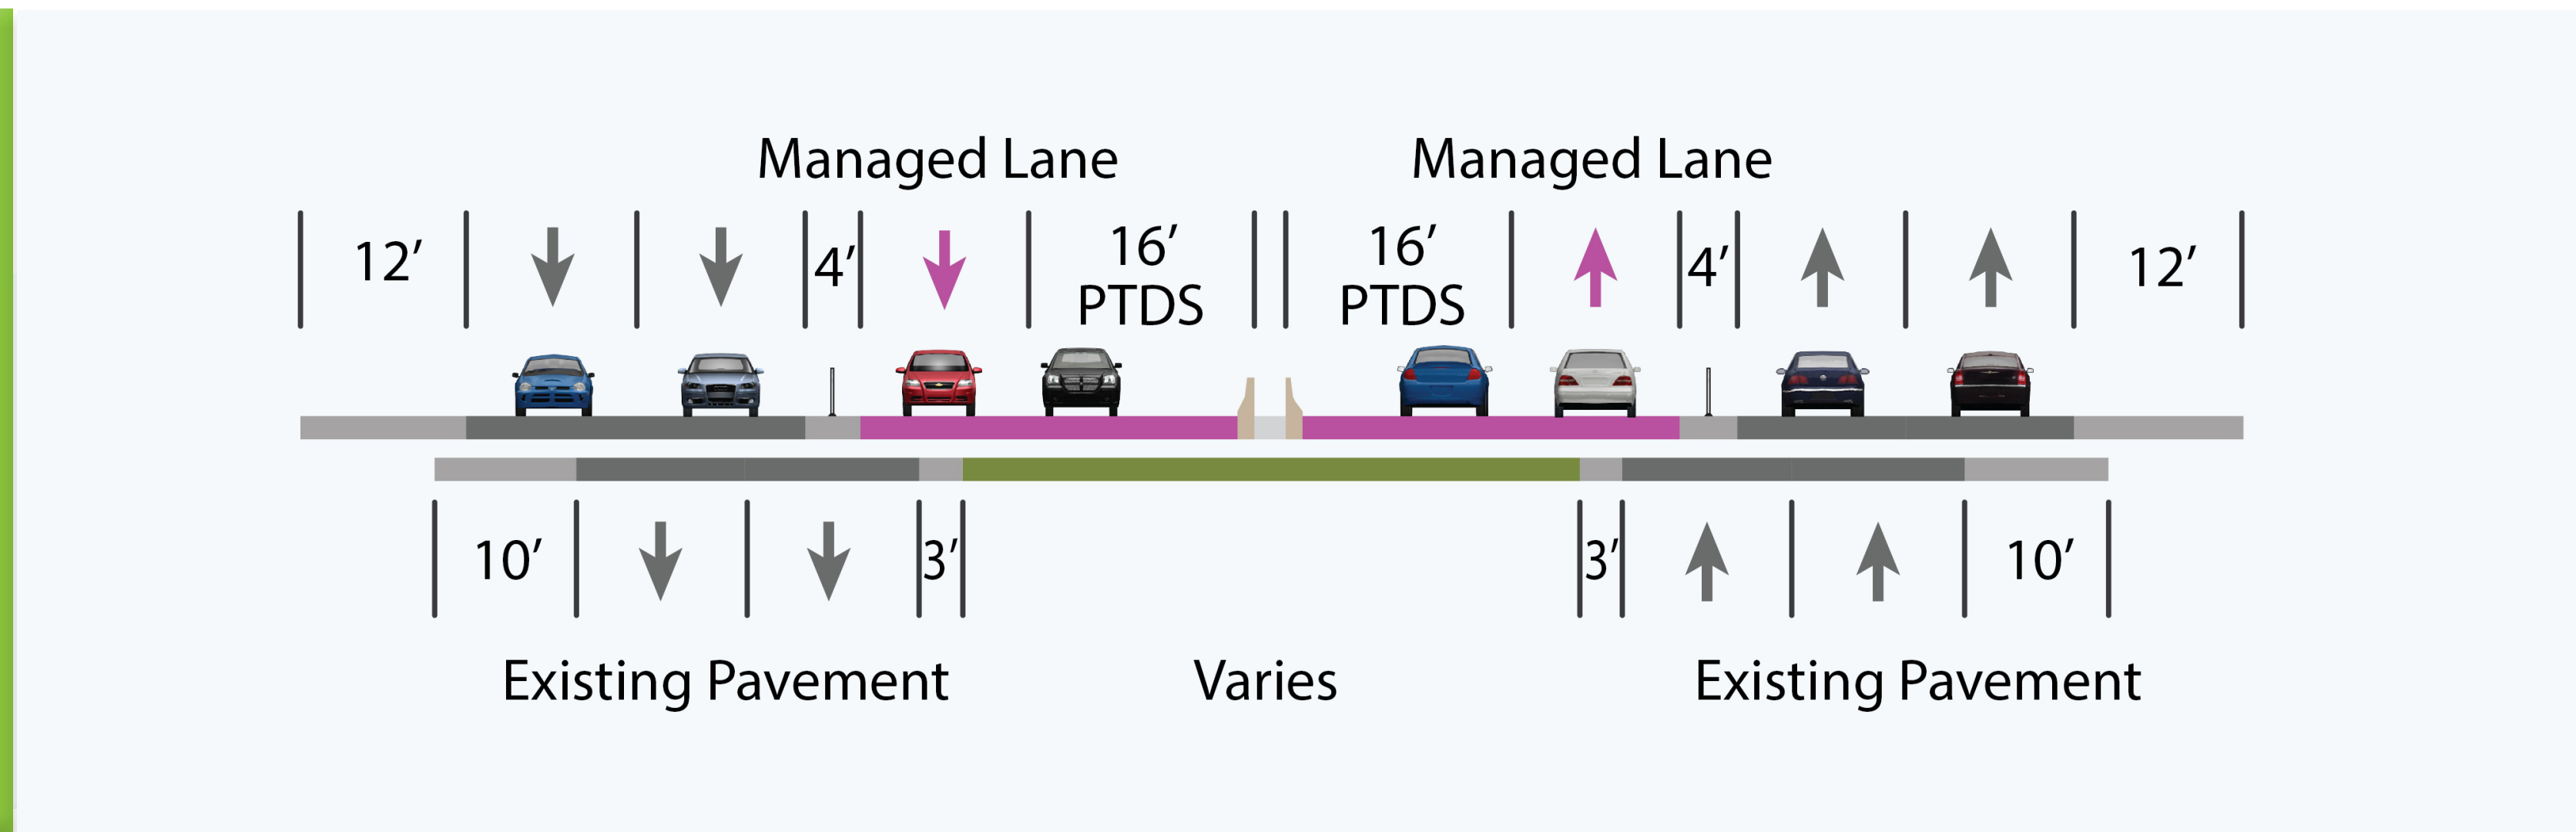 Managed Lane
Managed Lane
12’
4’
16’
PTDS
16’
PTDS
4’
12’
10’
3’
3’
10’
Existing Pavement
Varies
Existing Pavement